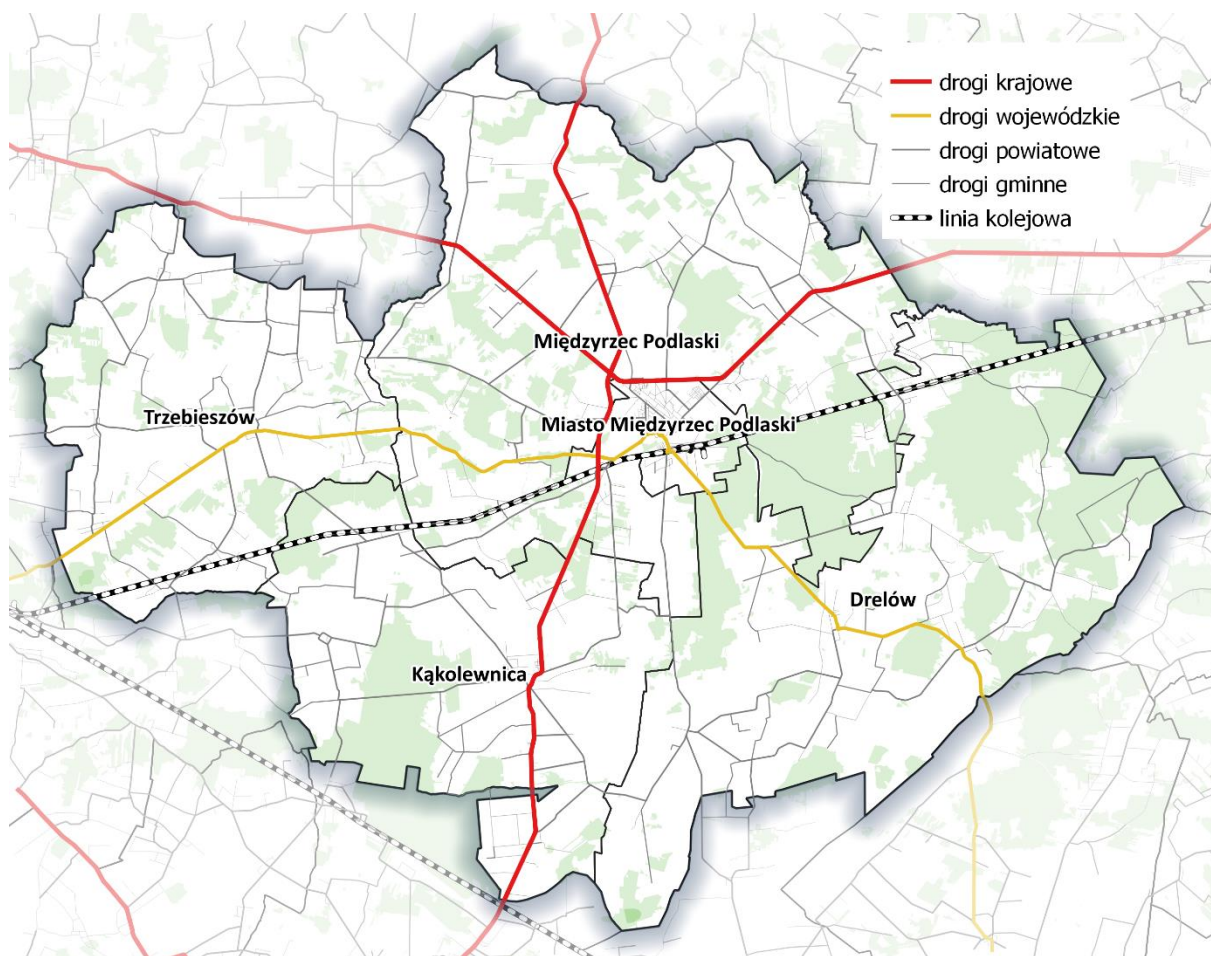 drogi krajowe
drogi wojewódzkie
drogi powiatowe
drogi gminne
linia kolejowa
Międzyrzec Podlaski
Trzebieszów
Miasto Międzyrzec Podlaski
Drelów
Kąkolewnica